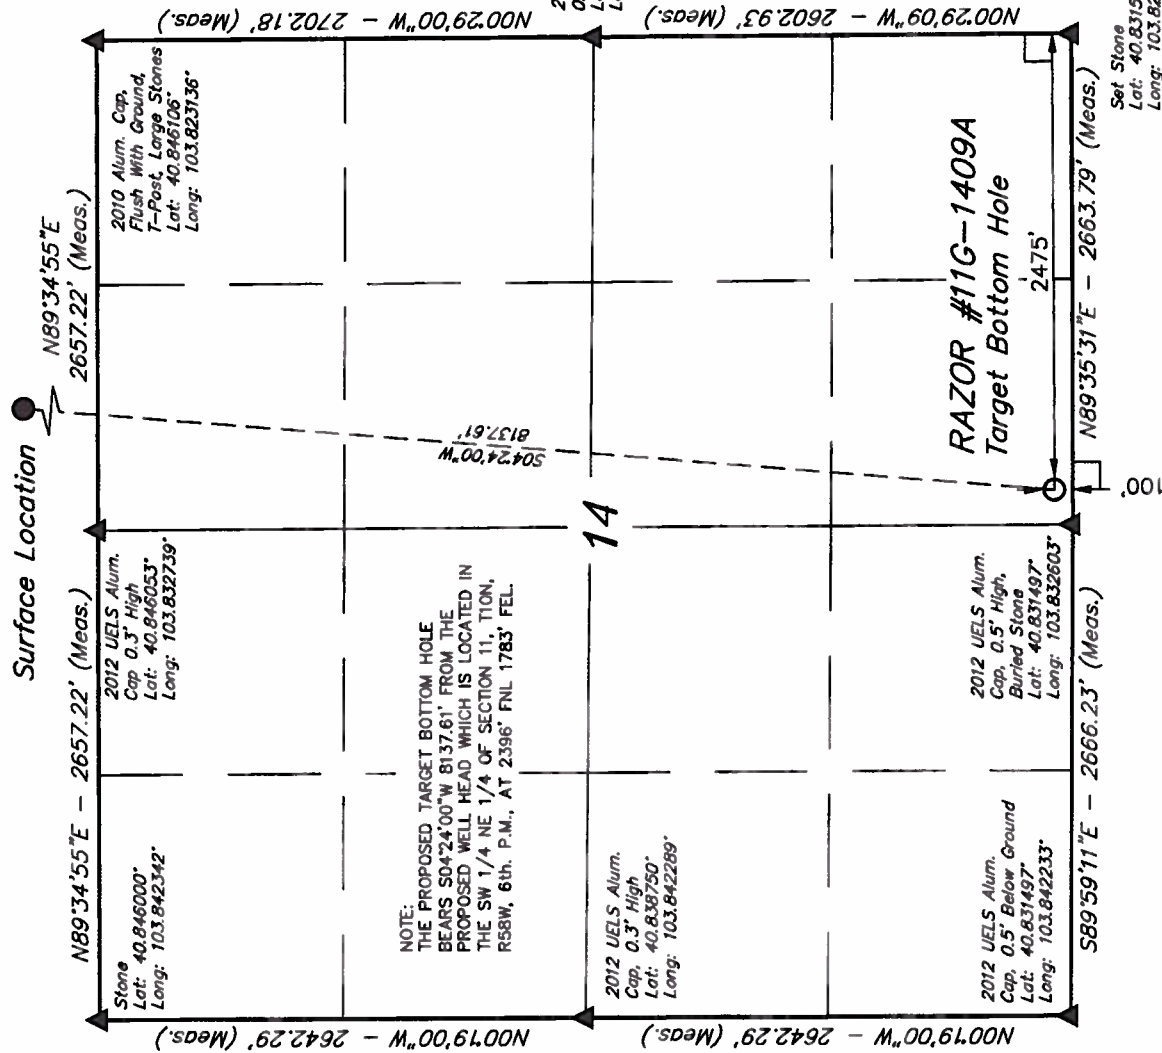 Surface Location
N89°34'55"E - 2657.22' (Meas.)
N89°34'55"E
2657.22' (Meas.)
Stone
Lat: 40.846000°
Long: 103.842342°
2012 UELS Alum.
Cap 0.3' High
Lat: 40.846053°
Long: 103.832739°
2010 Alum. Cap,
Flush With Ground,
T-Post, Large Stones
Lat: 40.846106°
Long: 103.823136°
N00°19'00"W - 2642.29' (Meas.)
N00°29'00"W - 2702.18' (Meas.)
S04°24'00"W
8137.61'
14
NOTE:
THE PROPOSED TARGET BOTTOM HOLE
BEARS S04°24'00"W 8137.61' FROM THE
PROPOSED WELL HEAD WHICH IS LOCATED IN
THE SW 1/4 NE 1/4 OF SECTION 11, T10N,
R58W, 6th. P.M., AT 2396' FNL 1783' FEL.
2012 UELS Alum.
Cap, 0.3' High
Lat: 40.838750°
Long: 103.842289°
N00°19'00"W - 2642.29' (Meas.)
N00°29'09"W - 2602.93' (Meas.)
RAZOR #11G-1409A
Target Bottom Hole
2475'
2012 UELS Alum.
Cap, 0.5' Below Ground
Lat: 40.831497°
Long: 103.842233°
2012 UELS Alum.
Cap, 0.5' High,
Buried Stone
Lat: 40.831497°
Long: 103.832603°
100'
S89°59'11"E - 2666.23' (Meas.)
N89°35'31"E - 2663.79' (Meas.)
Set Stone
Lat: 40.8315
Long: 103.82